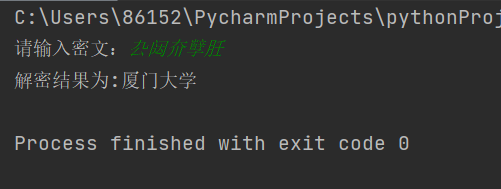 C:\Users\86152\PycharmProjects\pythonProj
请输入密文：
解密结果为:厦门大学
Process finished with exit code 0